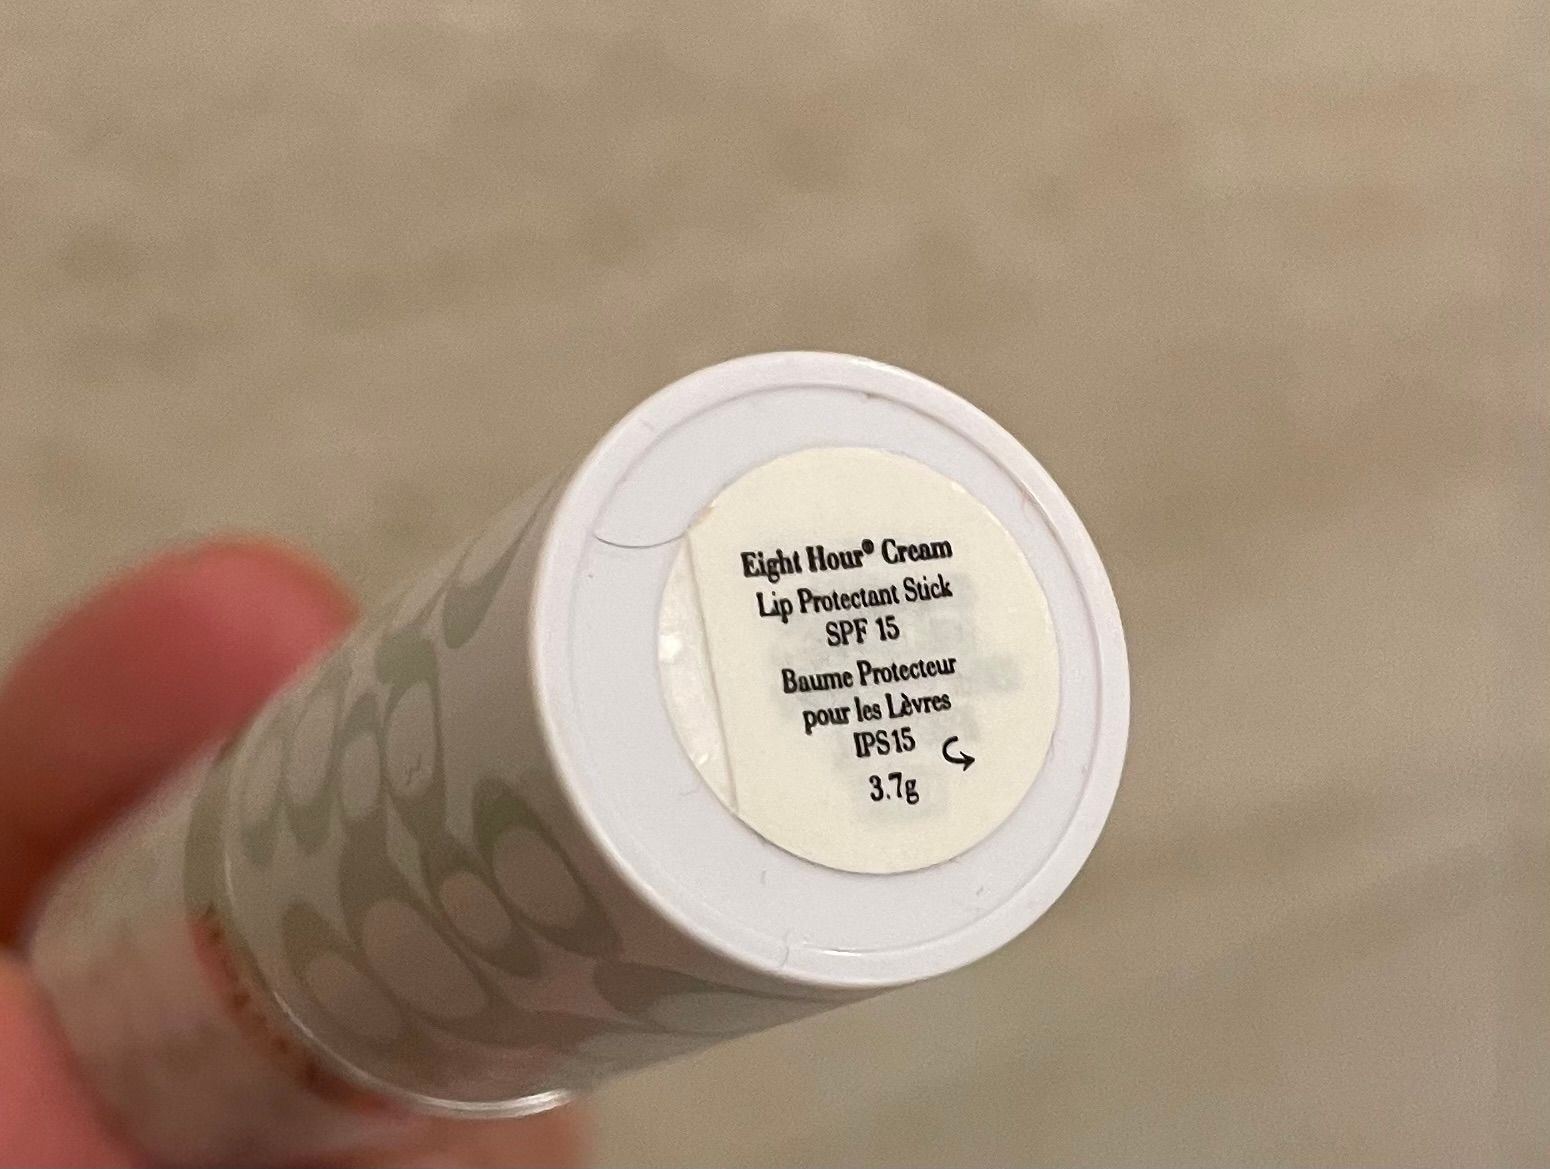 Eight Hour® Cream
Lip Protectant Stick
SPF 15
Baume Protecteur
pour les Lèvres
IPS15
3.7g